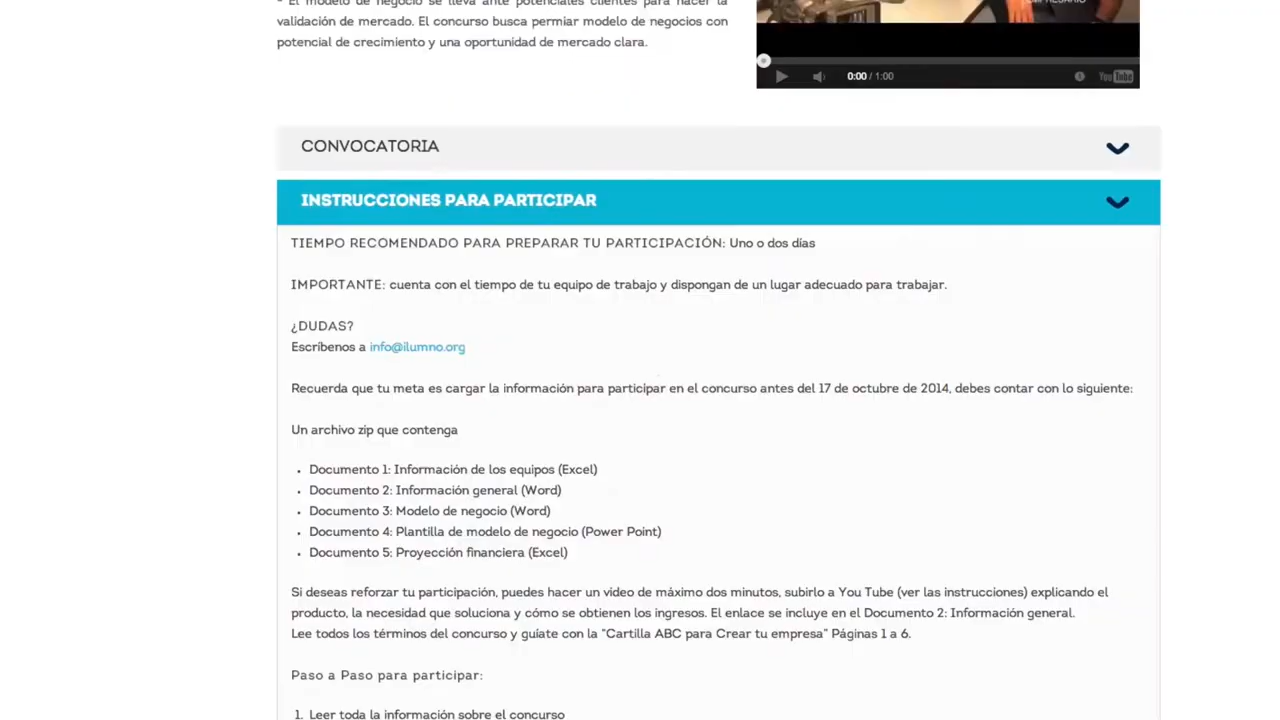 - El modelo de negocio se lleva ante potenciales clientes para hacer la
validación de mercado. El concurso busca permiar modelo de negocios con
potencial de crecimiento y una oportunidad de mercado clara.
EMPRESARIO
0:00 / 1:00
YouTube
CONVOCATORIA
INSTRUCCIONES PARA PARTICIPAR
TIEMPO RECOMENDADO PARA PREPARAR TU PARTICIPACIÓN: Uno o dos días
IMPORTANTE: cuenta con el tiempo de tu equipo de trabajo y dispongan de un lugar adecuado para trabajar.
¿DUDAS?
Escríbenos a info@ilumno.org
Recuerda que tu meta es cargar la información para participar en el concurso antes del 17 de octubre de 2014, debes contar con lo siguiente:
Un archivo zip que contenga
• Documento 1: Información de los equipos (Excel)
• Documento 2: Información general (Word)
• Documento 3: Modelo de negocio (Word)
• Documento 4: Plantilla de modelo de negocio (Power Point)
• Documento 5: Proyección financiera (Excel)
Si deseas reforzar tu participación, puedes hacer un video de máximo dos minutos, subirlo a You Tube (ver las instrucciones) explicando el
producto, la necesidad que soluciona y cómo se obtienen los ingresos. El enlace se incluye en el Documento 2: Información general.
Lee todos los términos del concurso y guíate con la "Cartilla ABC para Crear tu empresa" Páginas 1 a 6.
Paso a Paso para participar:
1. Leer toda la información sobre el concurso